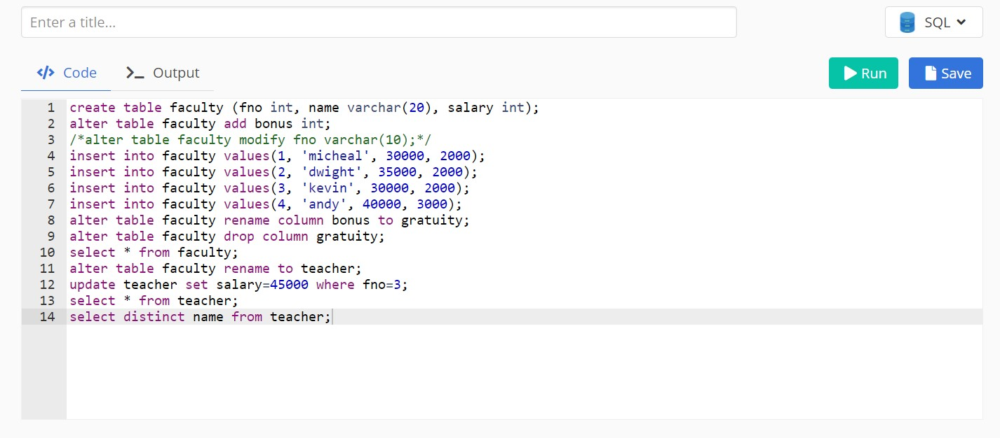 Enter a title...
SQL
</> Code
>_ Output
Run
Save
1 create table faculty (fno int, name varchar(20), salary int);
2 alter table faculty add bonus int;
3 /*alter table faculty modify fno varchar(10);*/
4 insert into faculty values(1, 'micheal', 30000, 2000);
5 insert into faculty values(2, 'dwight', 35000, 2000);
6 insert into faculty values(3, 'kevin', 30000, 2000);
7 insert into faculty values(4, 'andy', 40000, 3000);
8 alter table faculty rename column bonus to gratuity;
9 alter table faculty drop column gratuity;
10 select * from faculty;
11 alter table faculty rename to teacher;
12 update teacher set salary=45000 where fno=3;
13 select * from teacher;
14 select distinct name from teacher;